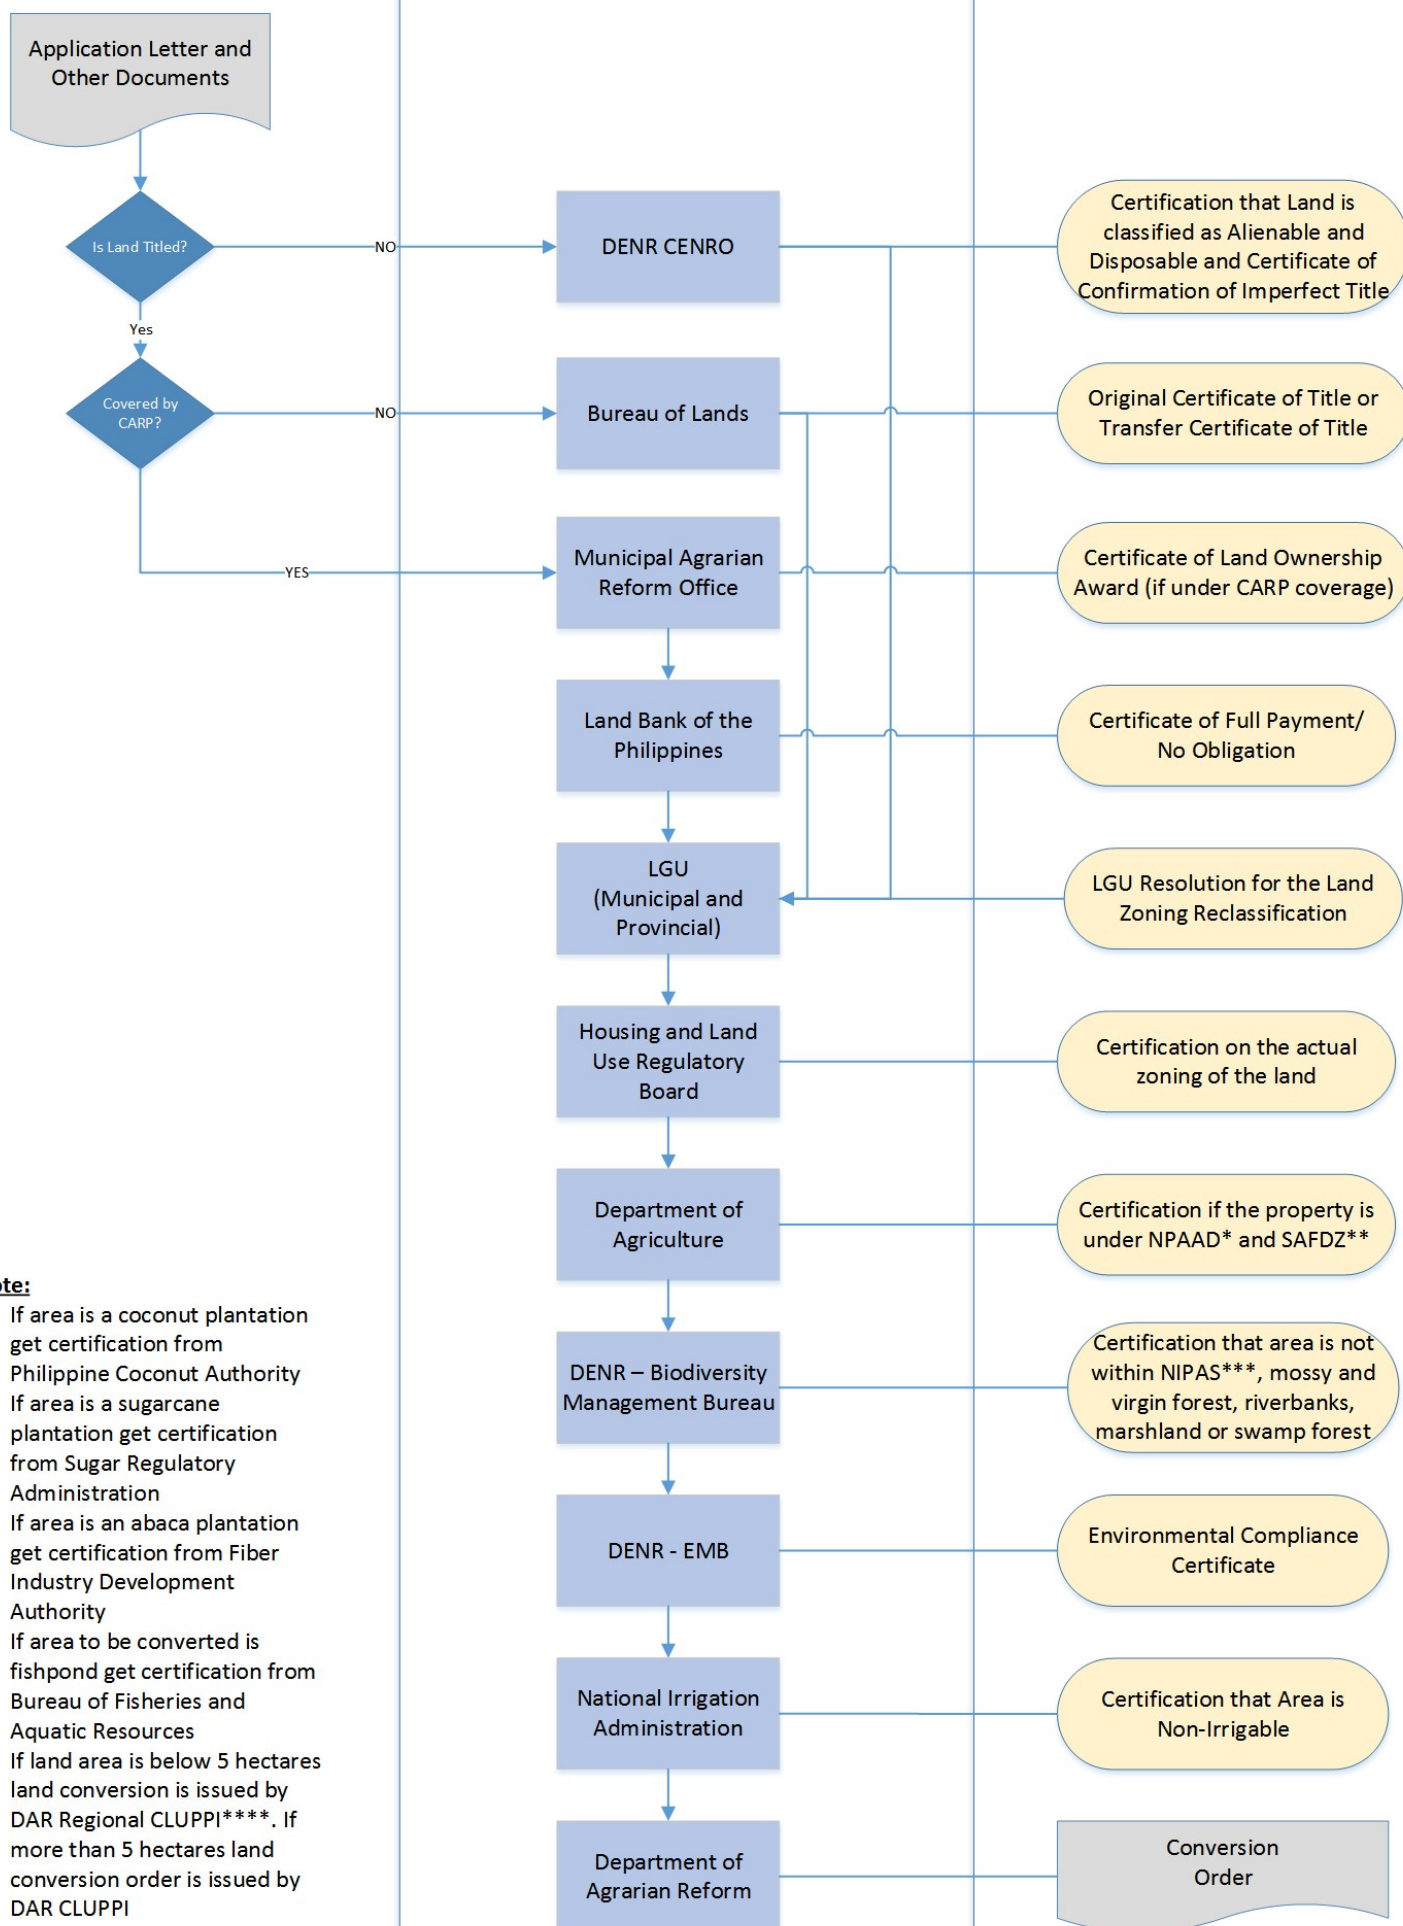 Application Letter and
Other Documents
Is Land Titled?
NO
DENR CENRO
Certification that Land is
classified as Alienable and
Disposable and Certificate of
Confirmation of Imperfect Title
Yes
Covered by
CARP?
NO
Bureau of Lands
Original Certificate of Title or
Transfer Certificate of Title
YES
Municipal Agrarian
Reform Office
Certificate of Land Ownership
Award (if under CARP coverage)
Land Bank of the
Philippines
Certificate of Full Payment/
No Obligation
LGU
(Municipal and
Provincial)
LGU Resolution for the Land
Zoning Reclassification
Housing and Land
Use Regulatory
Board
Certification on the actual
zoning of the land
Department of
Agriculture
Certification if the property is
under NPAAD* and SAFDZ**
DENR – Biodiversity
Management Bureau
Certification that area is not
within NIPAS***, mossy and
virgin forest, riverbanks,
marshland or swamp forest
DENR - EMB
Environmental Compliance
Certificate
National Irrigation
Administration
Certification that Area is
Non-Irrigable
Department of
Agrarian Reform
Conversion
Order
ote:
If area is a coconut plantation
get certification from
Philippine Coconut Authority
If area is a sugarcane
plantation get certification
from Sugar Regulatory
Administration
If area is an abaca plantation
get certification from Fiber
Industry Development
Authority
If area to be converted is
fishpond get certification from
Bureau of Fisheries and
Aquatic Resources
If land area is below 5 hectares
land conversion is issued by
DAR Regional CLUPPI****. If
more than 5 hectares land
conversion order is issued by
DAR CLUPPI